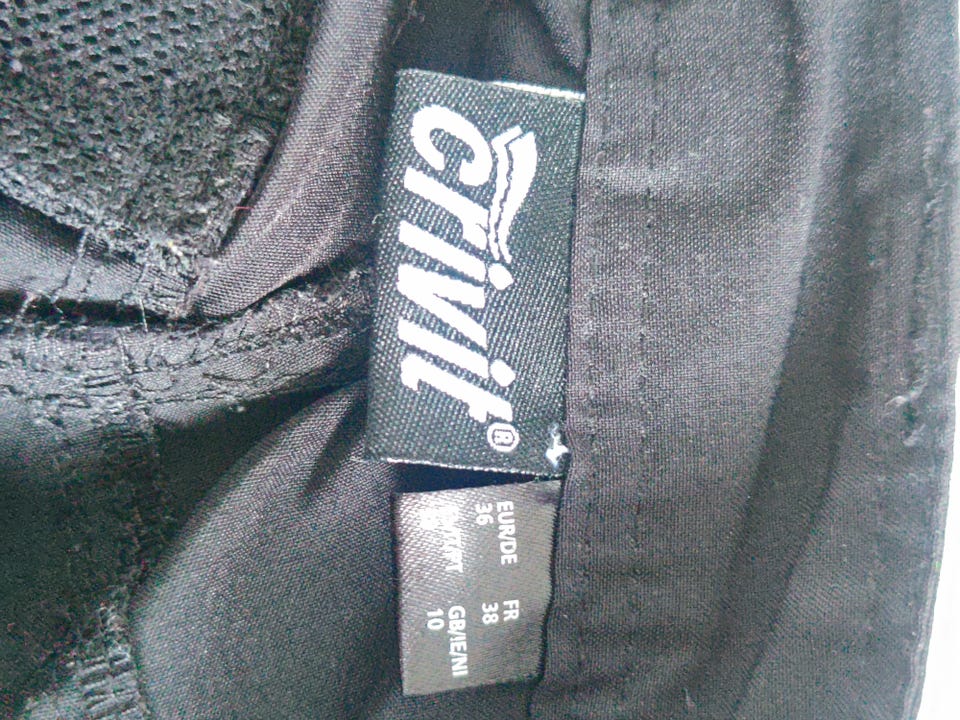 crivit®
EUR/DE FR
36 38
GB/IE/NI
10